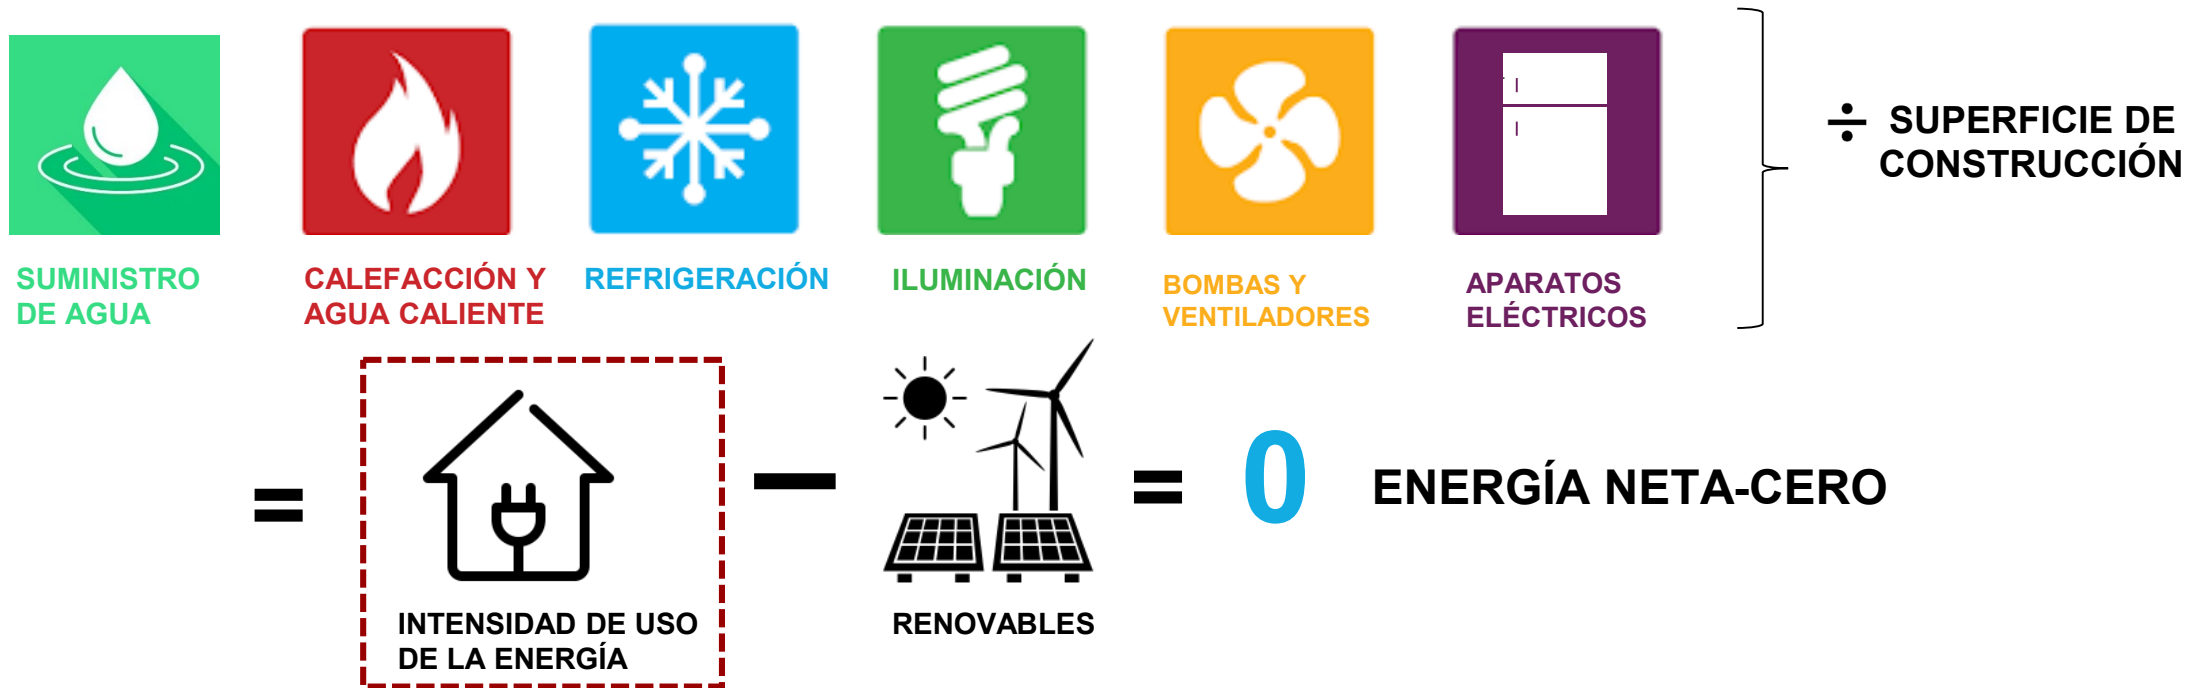 ÷ SUPERFICIE DE
CONSTRUCCIÓN
SUMINISTRO
DE AGUA
CALEFACCIÓN Y
AGUA CALIENTE
REFRIGERACIÓN
ILUMINACIÓN
BOMBAS Y
VENTILADORES
APARATOS
ELÉCTRICOS
=
INTENSIDAD DE USO
DE LA ENERGÍA
—
RENOVABLES
= 0 ENERGÍA NETA-CERO